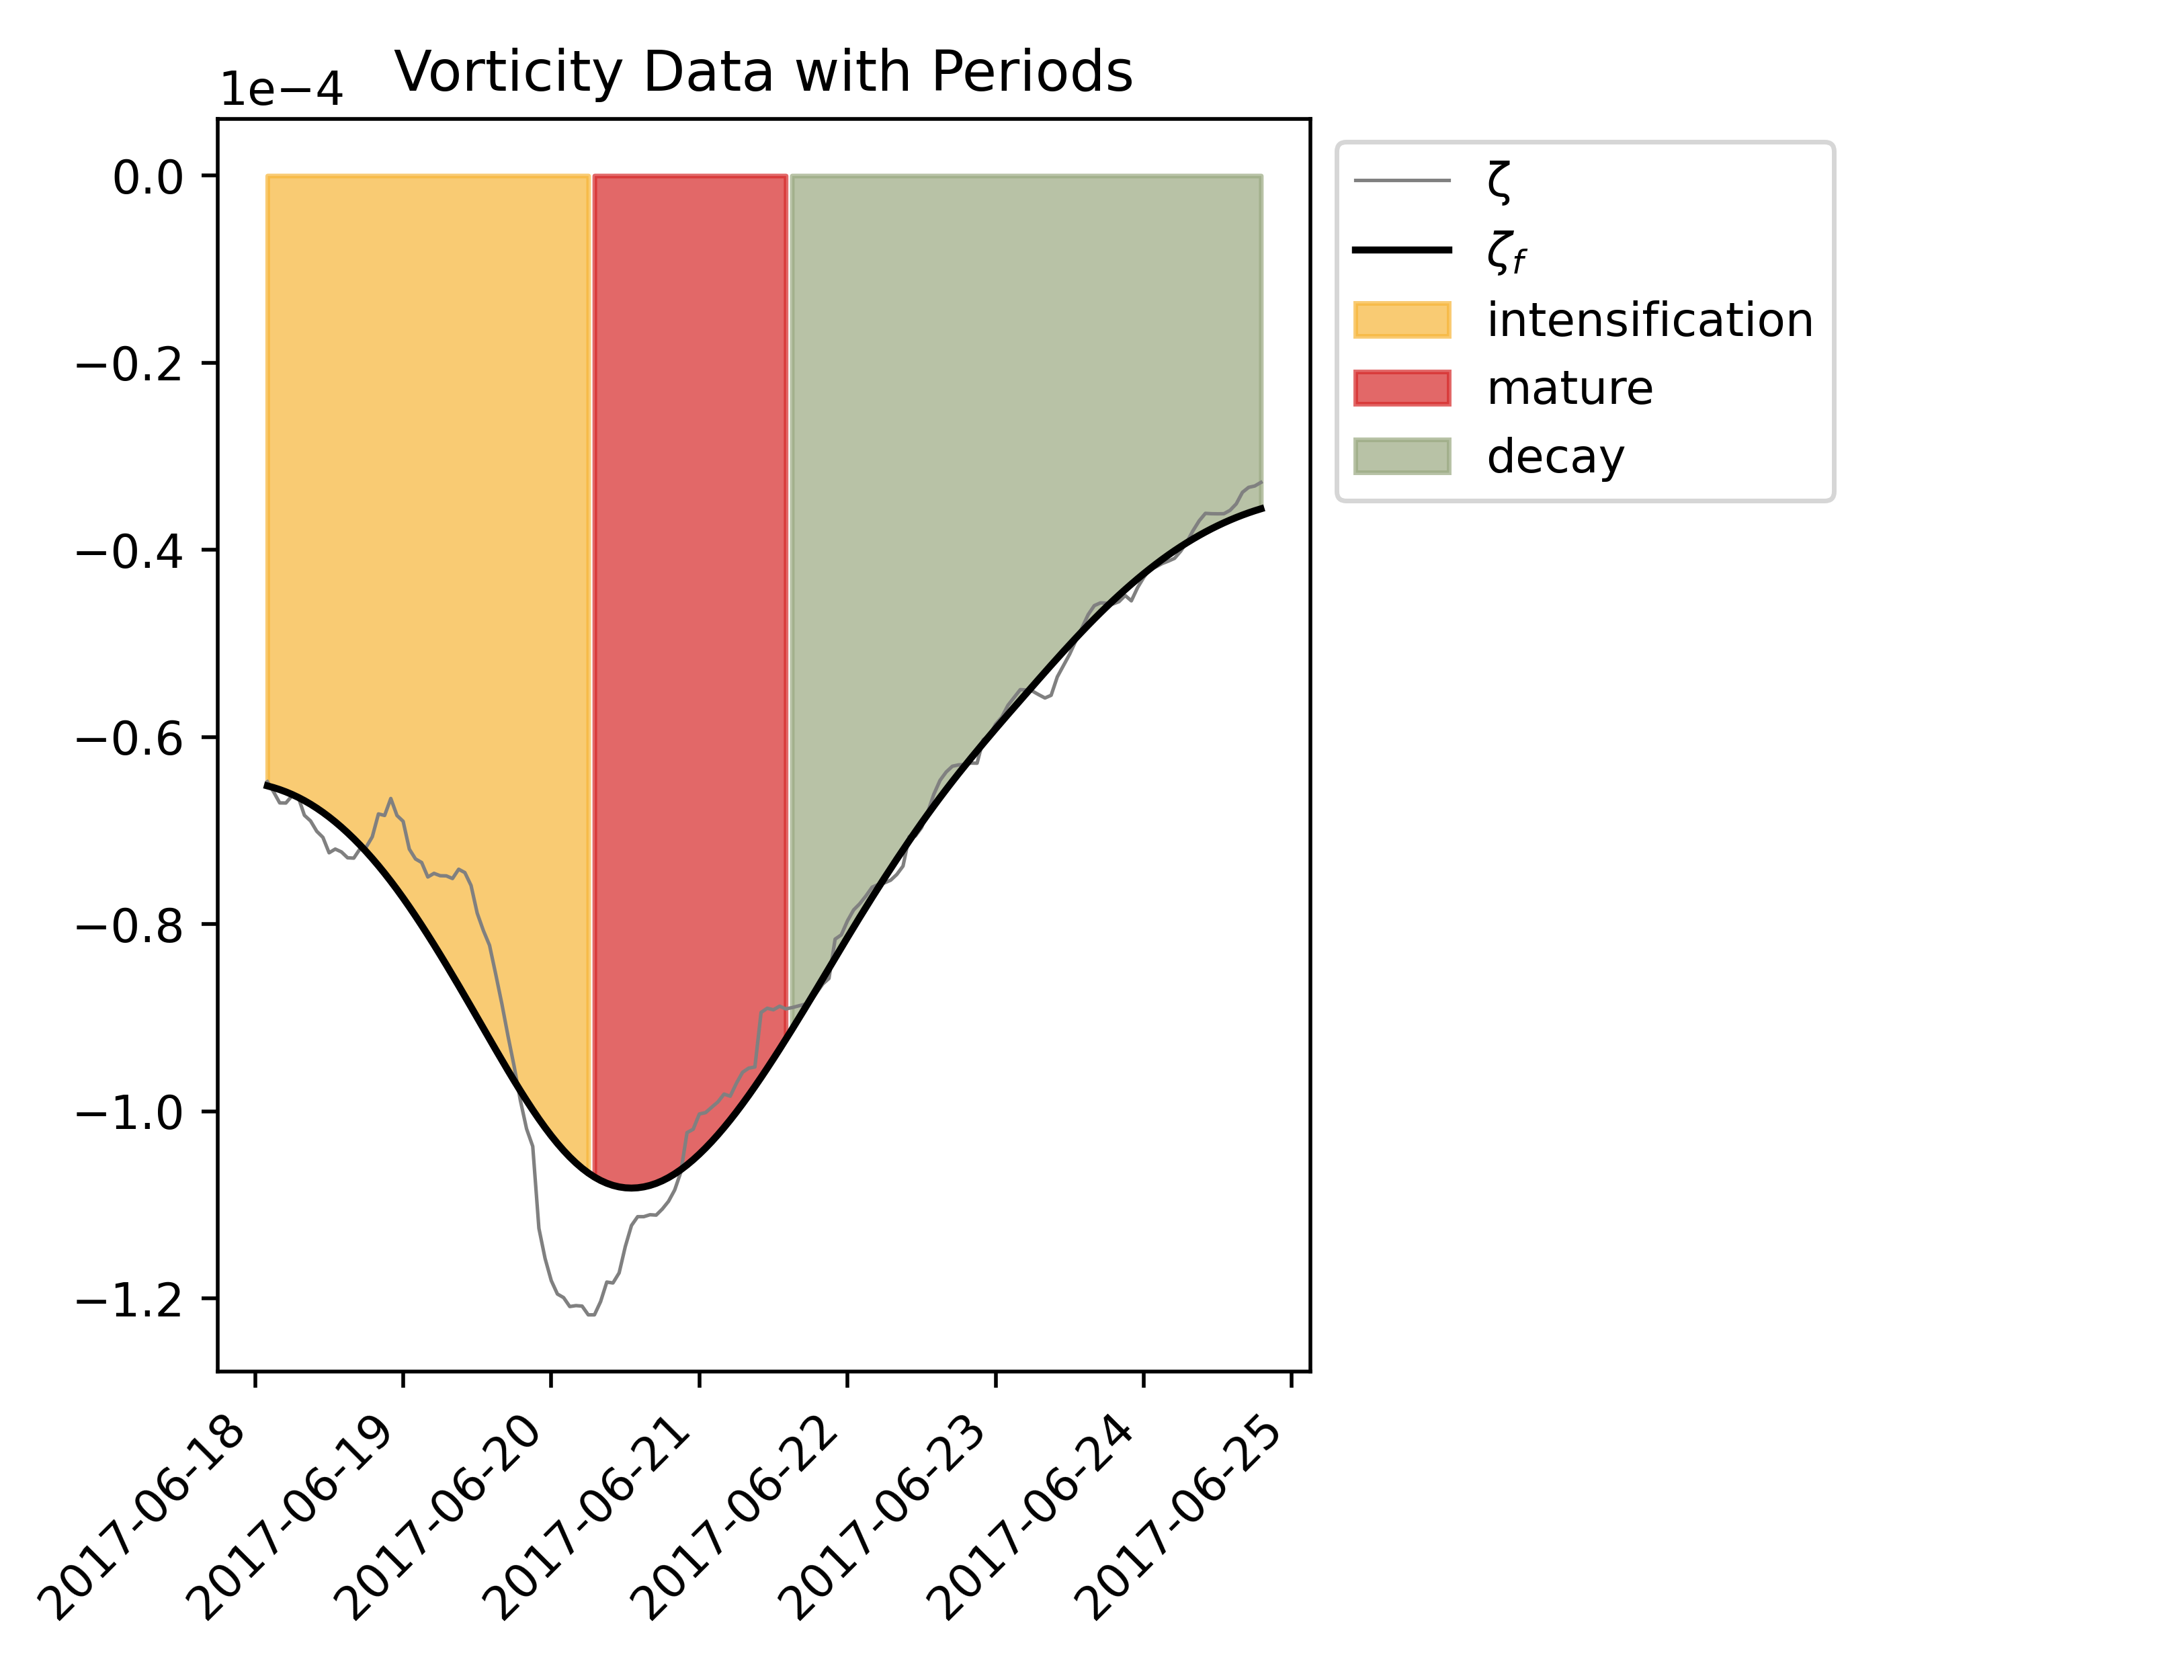 Vorticity Data with Periods
1e−4
0.0
−0.2
−0.4
−0.6
−0.8
−1.0
−1.2
2017-06-18
2017-06-19
2017-06-20
2017-06-21
2017-06-22
2017-06-23
2017-06-24
2017-06-25
ζ
ζf
intensification
mature
decay